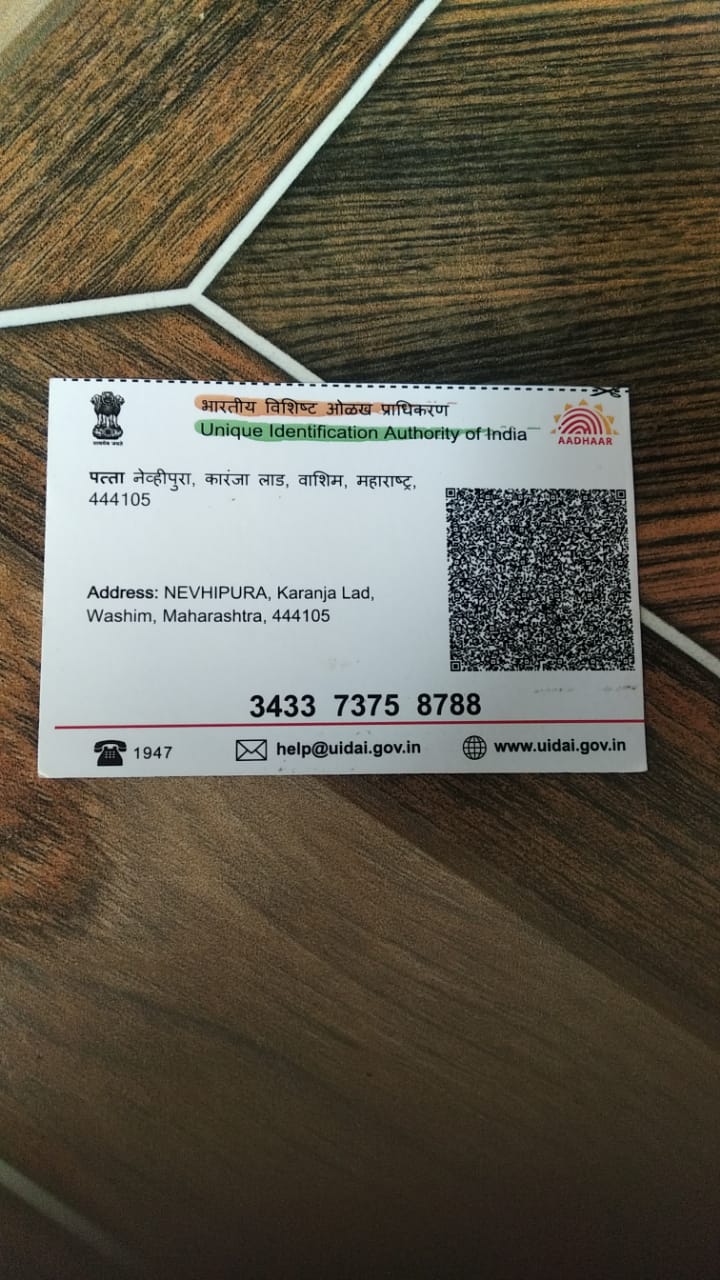 भारतीय विशिष्ट ओळख प्राधिकरण
Unique Identification Authority of India
AADHAAR
पत्ता नेव्हीपुरा, कारंजा लाड, वाशिम, महाराष्ट्र,
444105
Address: NEVHIPURA, Karanja Lad,
Washim, Maharashtra, 444105
3433 7375 8788
1947
help@uidai.gov.in
www.uidai.gov.in